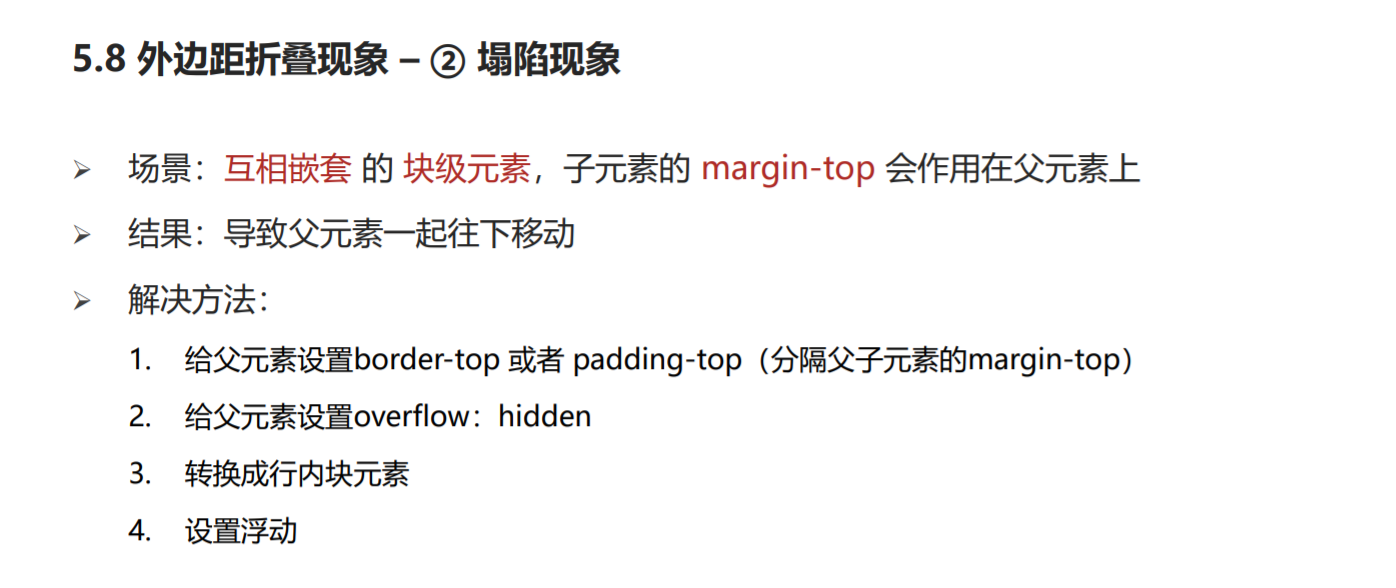 5.8 外边距折叠现象 – ② 塌陷现象
➢ 场景：互相嵌套 的 块级元素，子元素的 margin-top 会作用在父元素上
➢ 结果：导致父元素一起往下移动
➢ 解决方法：
1. 给父元素设置border-top 或者 padding-top（分隔父子元素的margin-top）
2. 给父元素设置overflow：hidden
3. 转换成行内块元素
4. 设置浮动